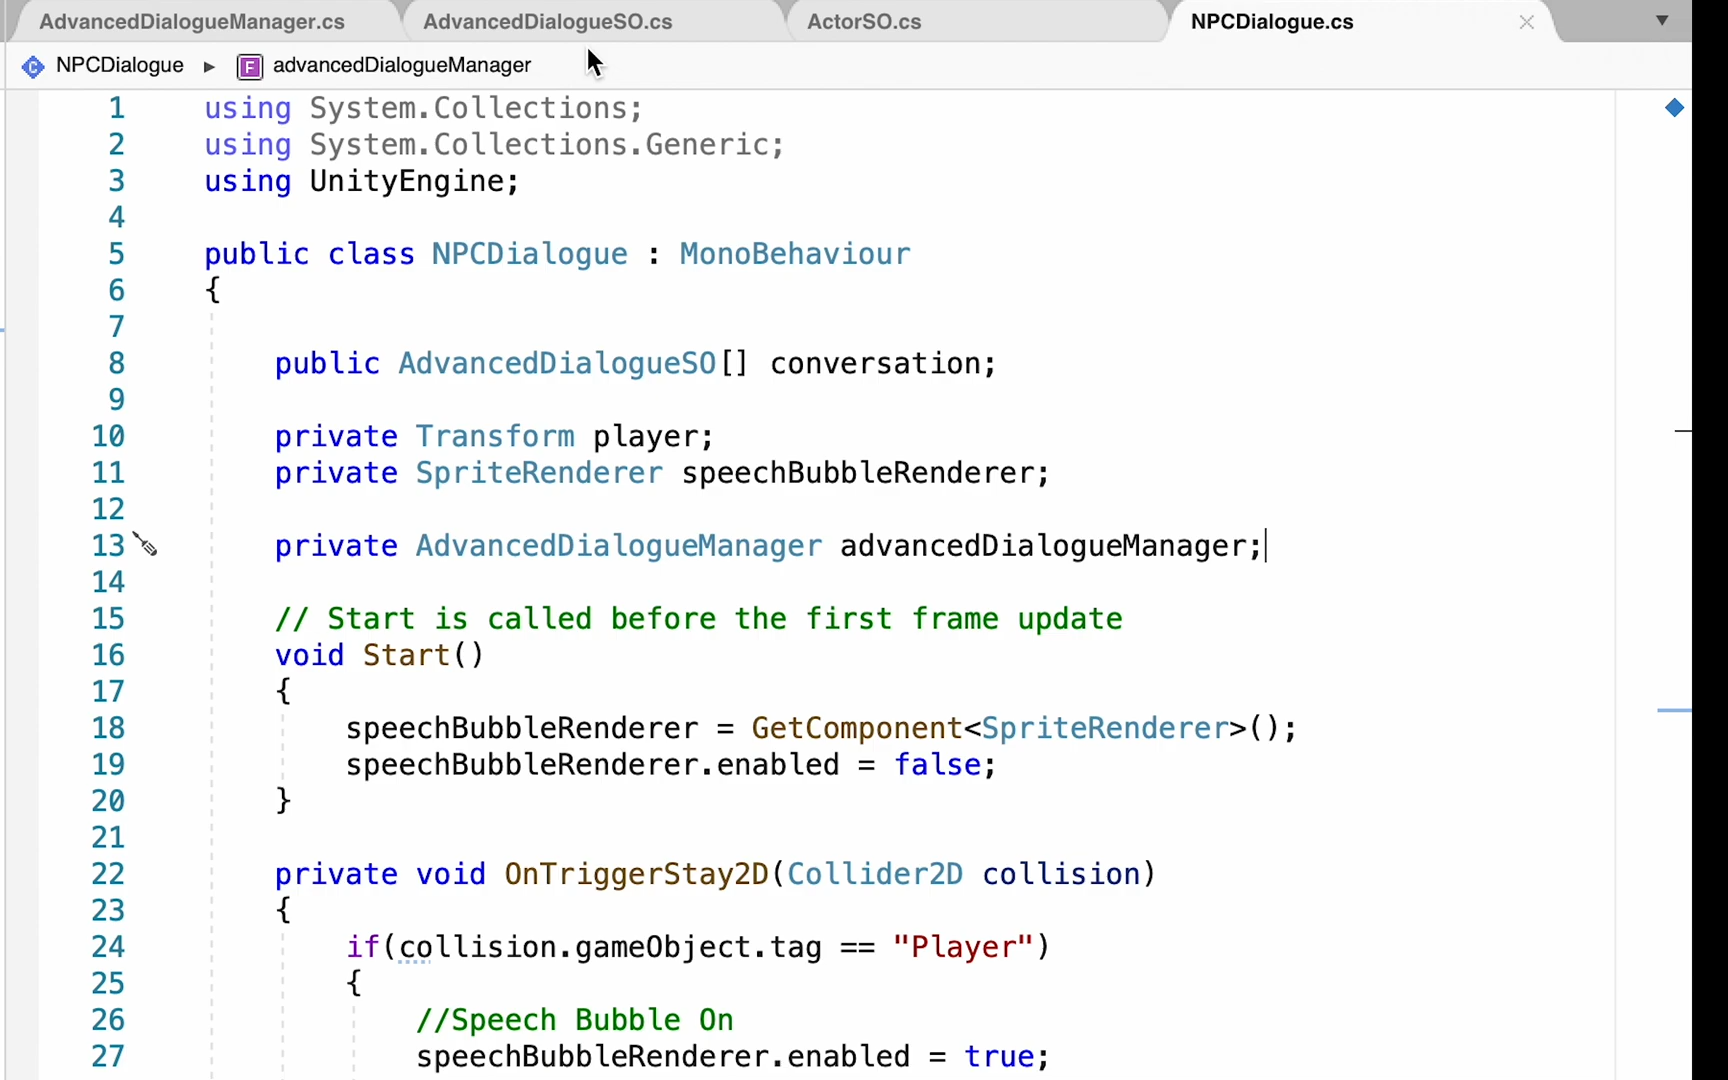 AdvancedDialogueManager.cs AdvancedDialogueSO.cs ActorSO.cs NPCDialogue.cs
NPCDialogue ▸ F advancedDialogueManager
1 using System.Collections;
2 using System.Collections.Generic;
3 using UnityEngine;
4
5 public class NPCDialogue : MonoBehaviour
6 {
7
8 public AdvancedDialogueSO[] conversation;
9
10 private Transform player;
11 private SpriteRenderer speechBubbleRenderer;
12
13 private AdvancedDialogueManager advancedDialogueManager;
14
15 // Start is called before the first frame update
16 void Start()
17 {
18 speechBubbleRenderer = GetComponent<SpriteRenderer>();
19 speechBubbleRenderer.enabled = false;
20 }
21
22 private void OnTriggerStay2D(Collider2D collision)
23 {
24 if(collision.gameObject.tag == "Player")
25 {
26 //Speech Bubble On
27 speechBubbleRenderer.enabled = true;